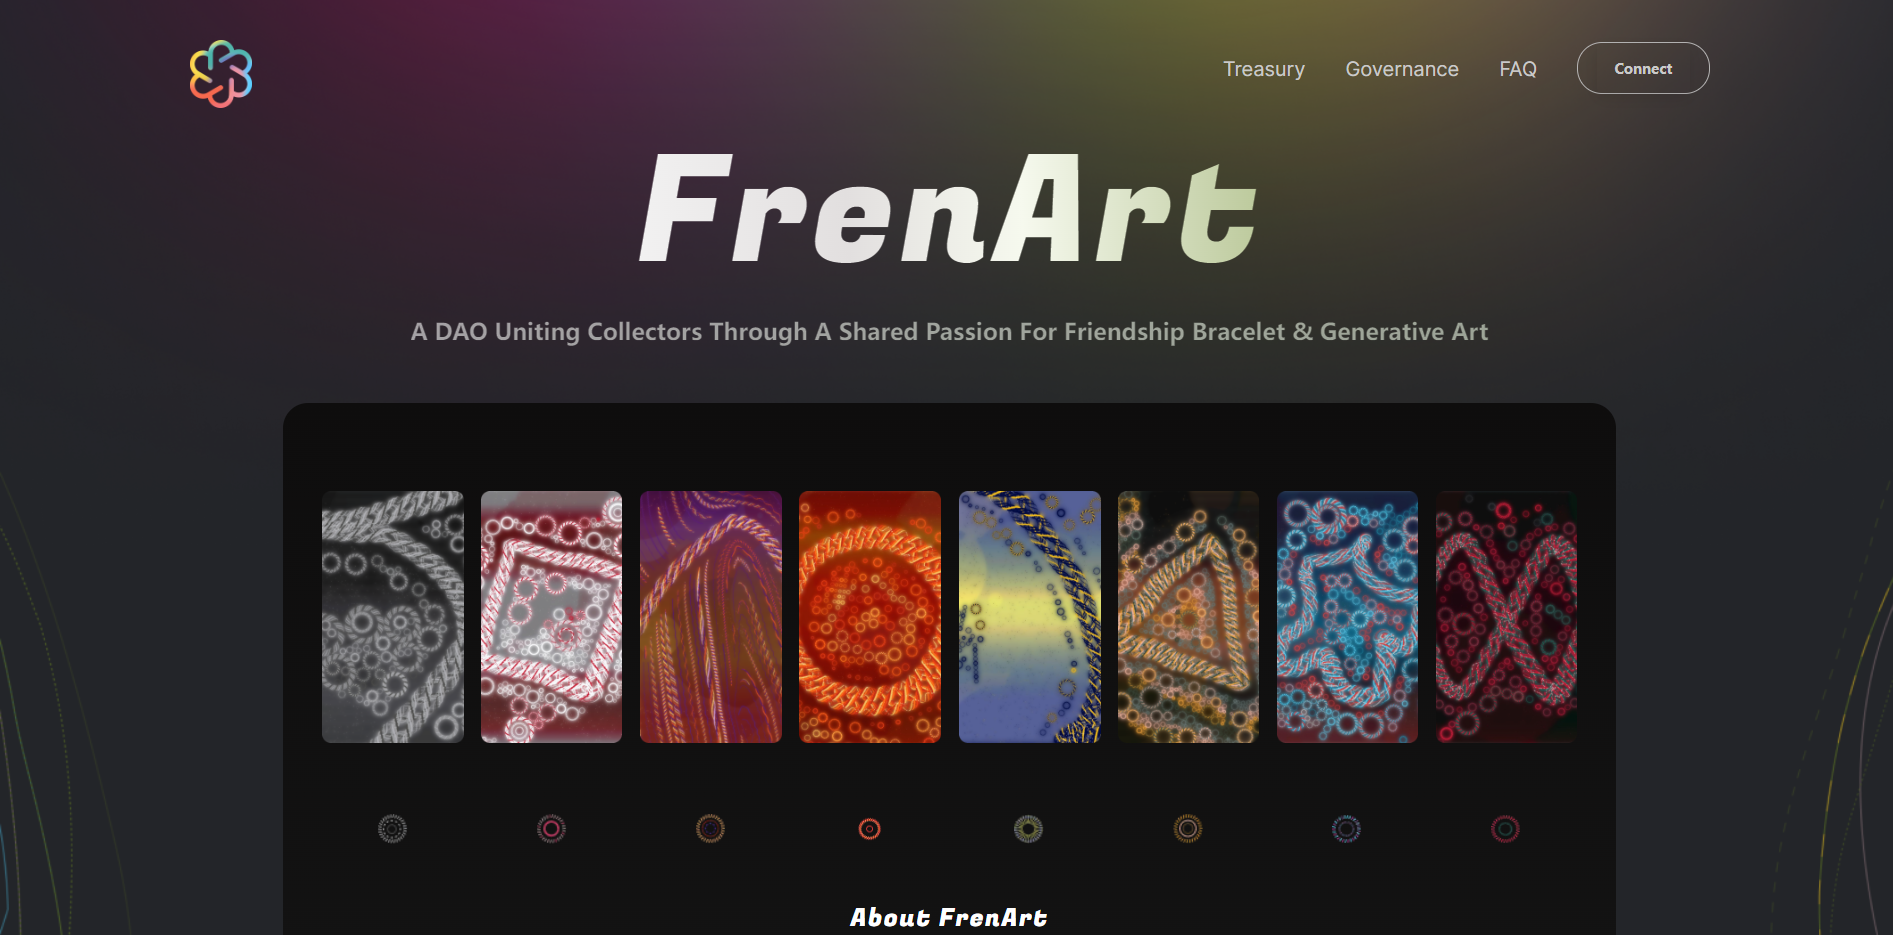 Treasury Governance FAQ Connect
FrenArt
A DAO Uniting Collectors Through A Shared Passion For Friendship Bracelet & Generative Art
About FrenArt